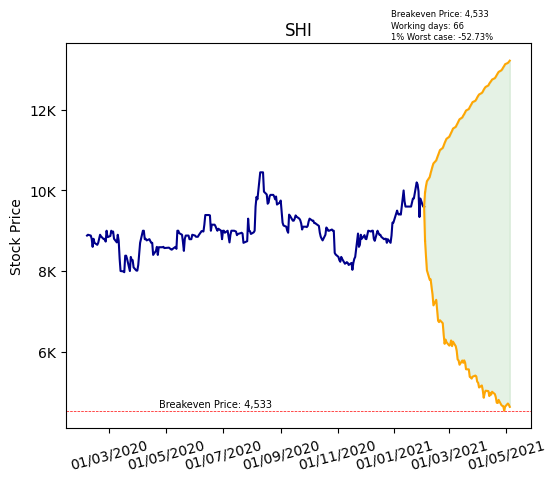 Breakeven Price: 4,533
Working days: 66
1% Worst case: -52.73%
SHI
Stock Price
12K
10K
8K
6K
Breakeven Price: 4,533
01/03/2020
01/05/2020
01/07/2020
01/09/2020
01/11/2020
01/01/2021
01/03/2021
01/05/2021